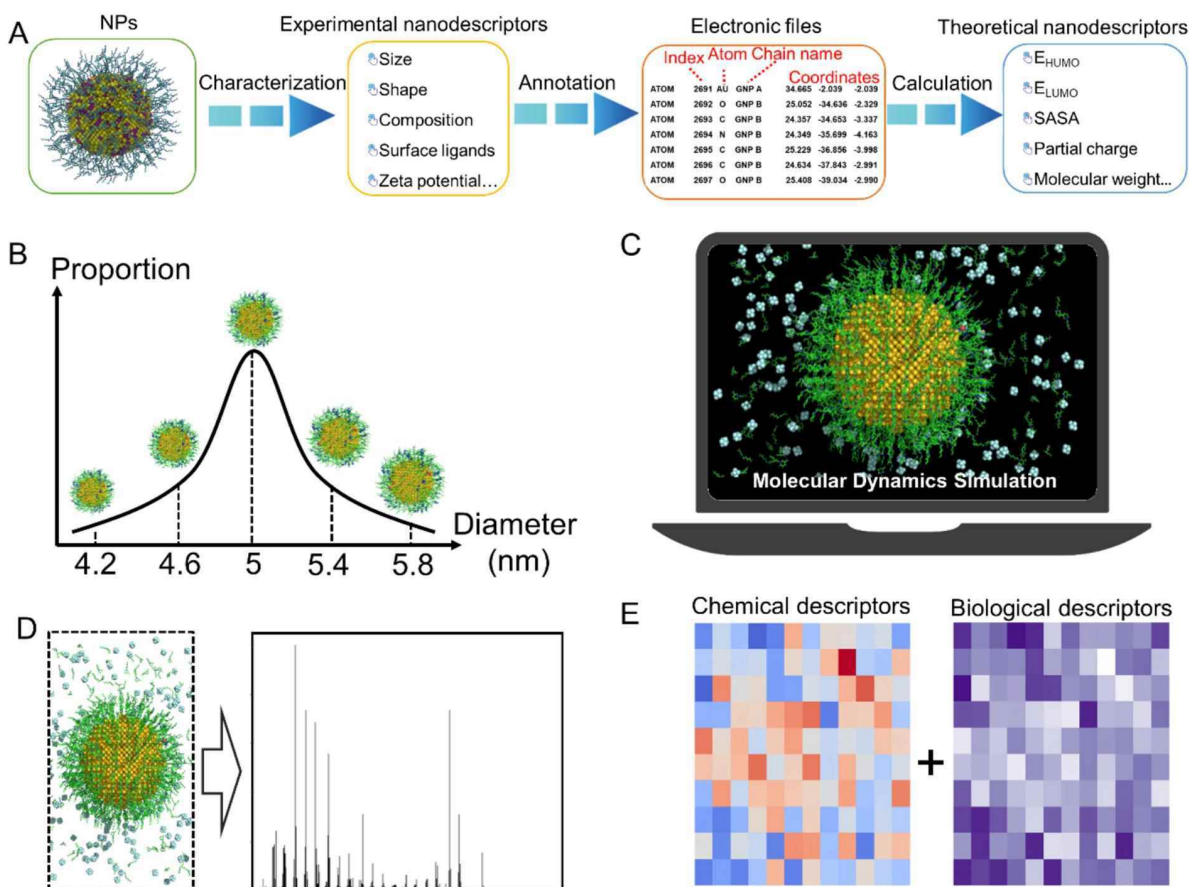 A
NPs
Characterization
Experimental nanodescriptors
Size
Shape
Composition
Surface ligands
Zeta potential...
Annotation
Electronic files
Index Atom Chain name
Coordinates
ATOM 2691 AU GNP A 34.665 -2.039 -2.039
ATOM 2692 O GNP B 25.052 -34.636 -2.329
ATOM 2693 C GNP B 24.357 -34.653 -3.337
ATOM 2694 N GNP B 24.349 -35.699 -4.163
ATOM 2695 C GNP B 25.229 -36.856 -3.998
ATOM 2696 C GNP B 24.634 -37.843 -2.991
ATOM 2697 O GNP B 25.408 -39.034 -2.990
Calculation
Theoretical nanodescriptors
EHUMO
ELUMO
SASA
Partial charge
Molecular weight...
B
Proportion
4.2 4.6 5 5.4 5.8
Diameter
(nm)
C
Molecular Dynamics Simulation
D
E
Chemical descriptors
+
Biological descriptors